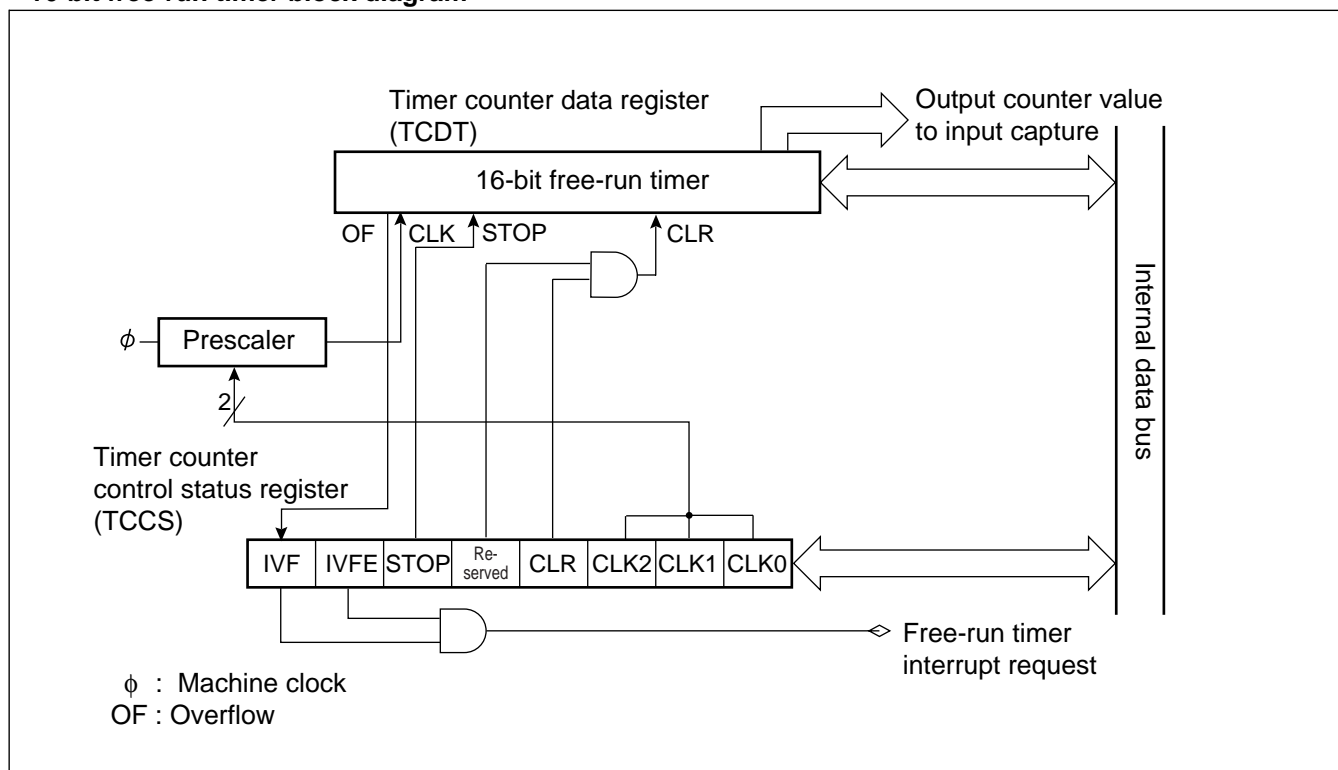 Timer counter data register
(TCDT)
Output counter value
to input capture
16-bit free-run timer
OF
CLK
STOP
CLR
Internal data bus
ϕ
Prescaler
2
Timer counter
control status register
(TCCS)
IVF
IVFE
STOP
Re-
served
CLR
CLK2
CLK1
CLK0
Free-run timer
interrupt request
ϕ : Machine clock
OF : Overflow